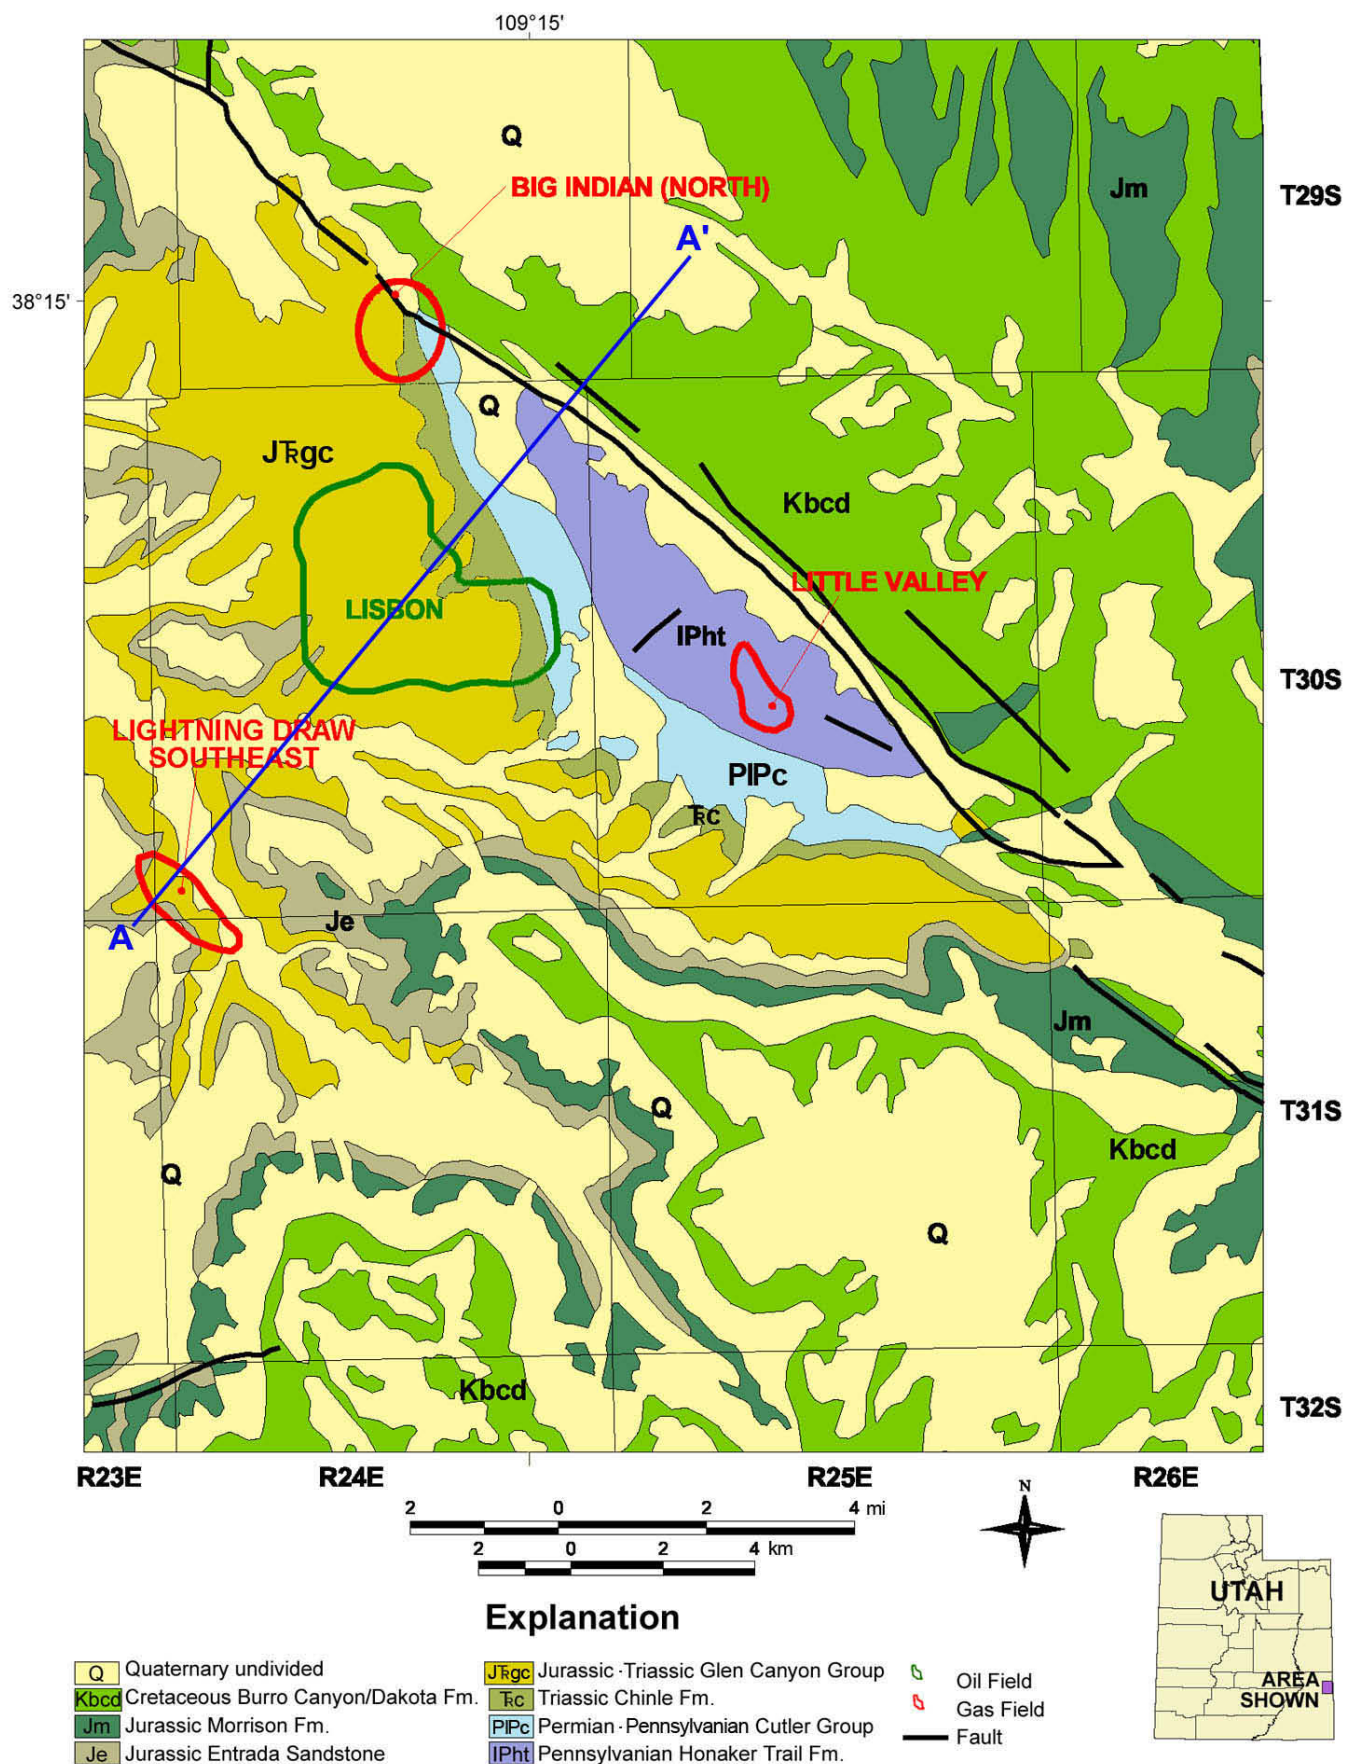 109°15'
Q
BIG INDIAN (NORTH)
Jm
T29S
A'
38°15'
Q
JTRgc
Kbcd
LITTLE VALLEY
LISBON
IPht
T30S
LIGHTNING DRAW
SOUTHEAST
PIPc
TRc
A
Je
Jm
Q
T31S
Kbcd
Q
Q
Kbcd
T32S
R23E
R24E
R25E
R26E
2 0 2 4 mi
2 0 2 4 km
N
UTAH
AREA
SHOWN
Explanation
Q Quaternary undivided
Kbcd Cretaceous Burro Canyon/Dakota Fm.
Jm Jurassic Morrison Fm.
Je Jurassic Entrada Sandstone
JTRgc Jurassic-Triassic Glen Canyon Group
TRc Triassic Chinle Fm.
PIPc Permian-Pennsylvanian Cutler Group
IPht Pennsylvanian Honaker Trail Fm.
Oil Field
Gas Field
Fault